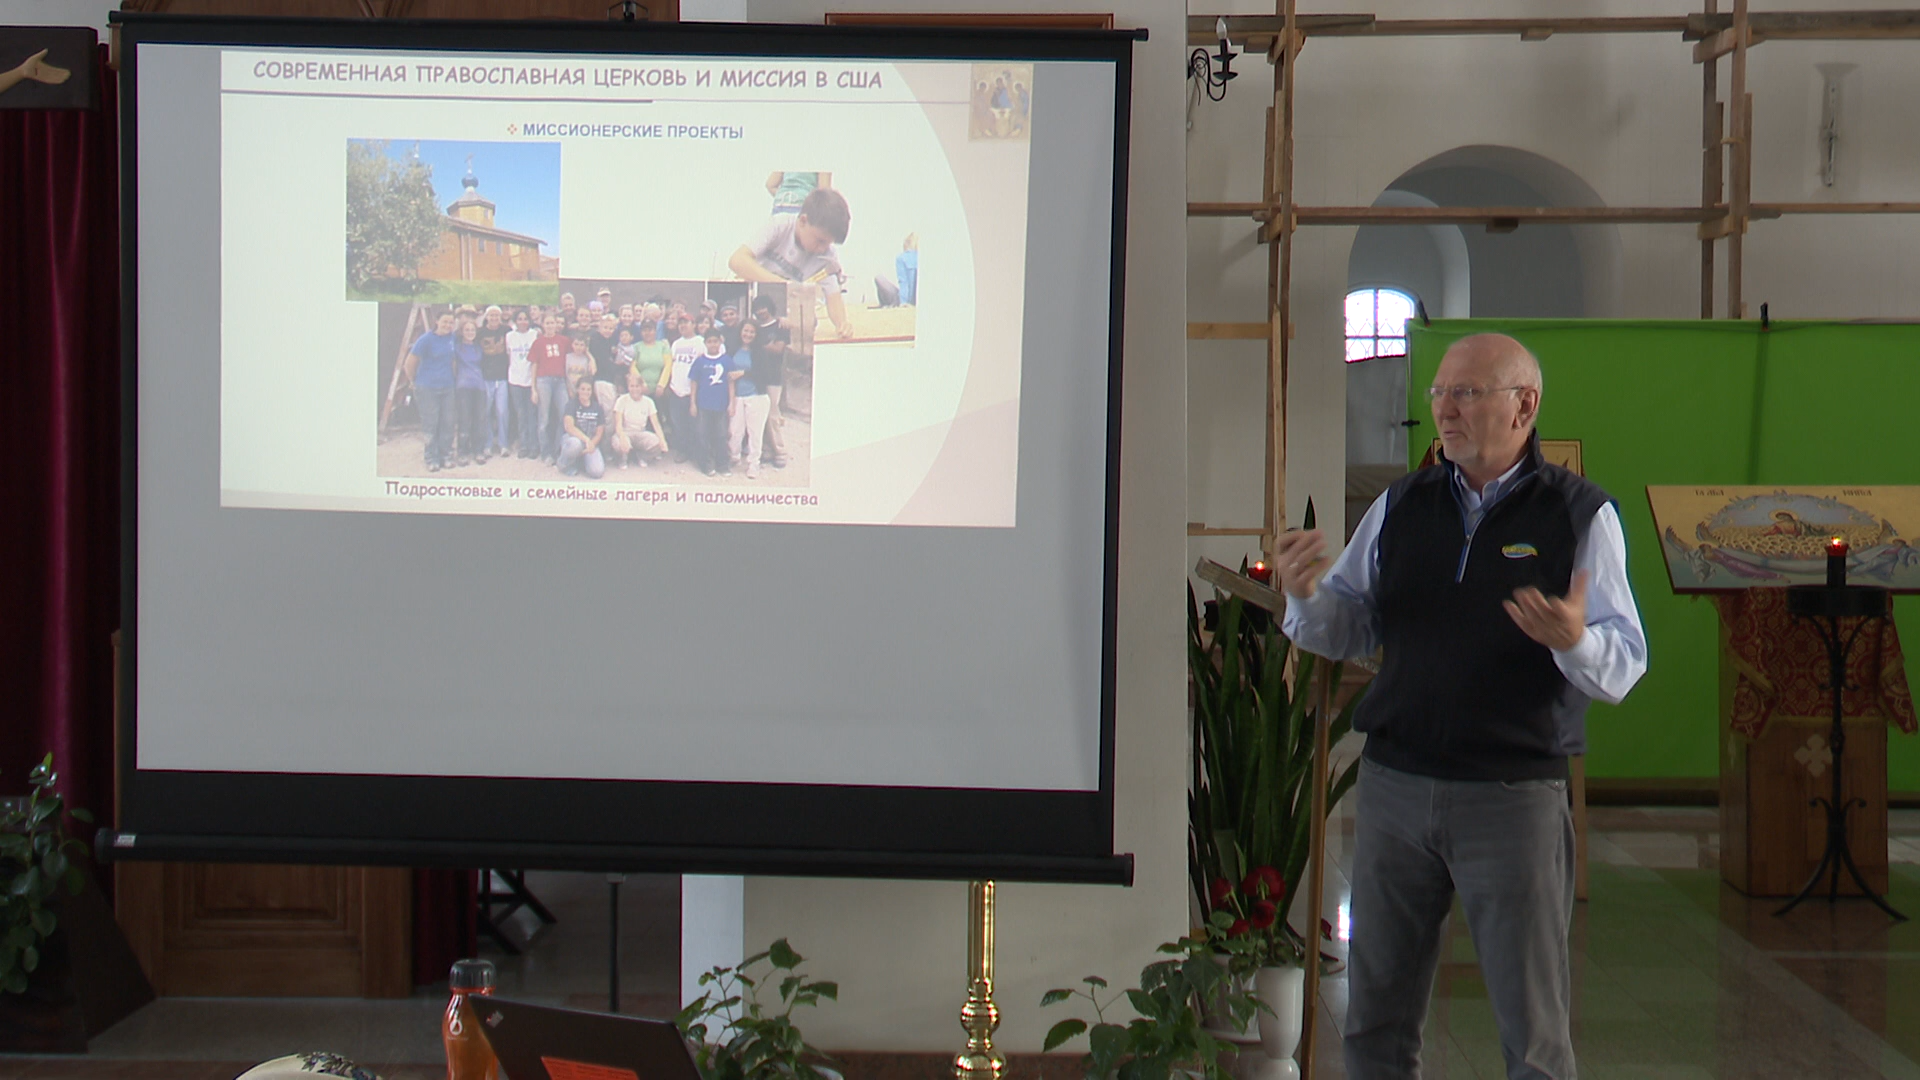 СОВРЕМЕННАЯ ПРАВОСЛАВНАЯ ЦЕРКОВЬ И МИССИЯ В США
МИССИОНЕРСКИЕ ПРОЕКТЫ
Подростковые и семейные лагеря и паломничества